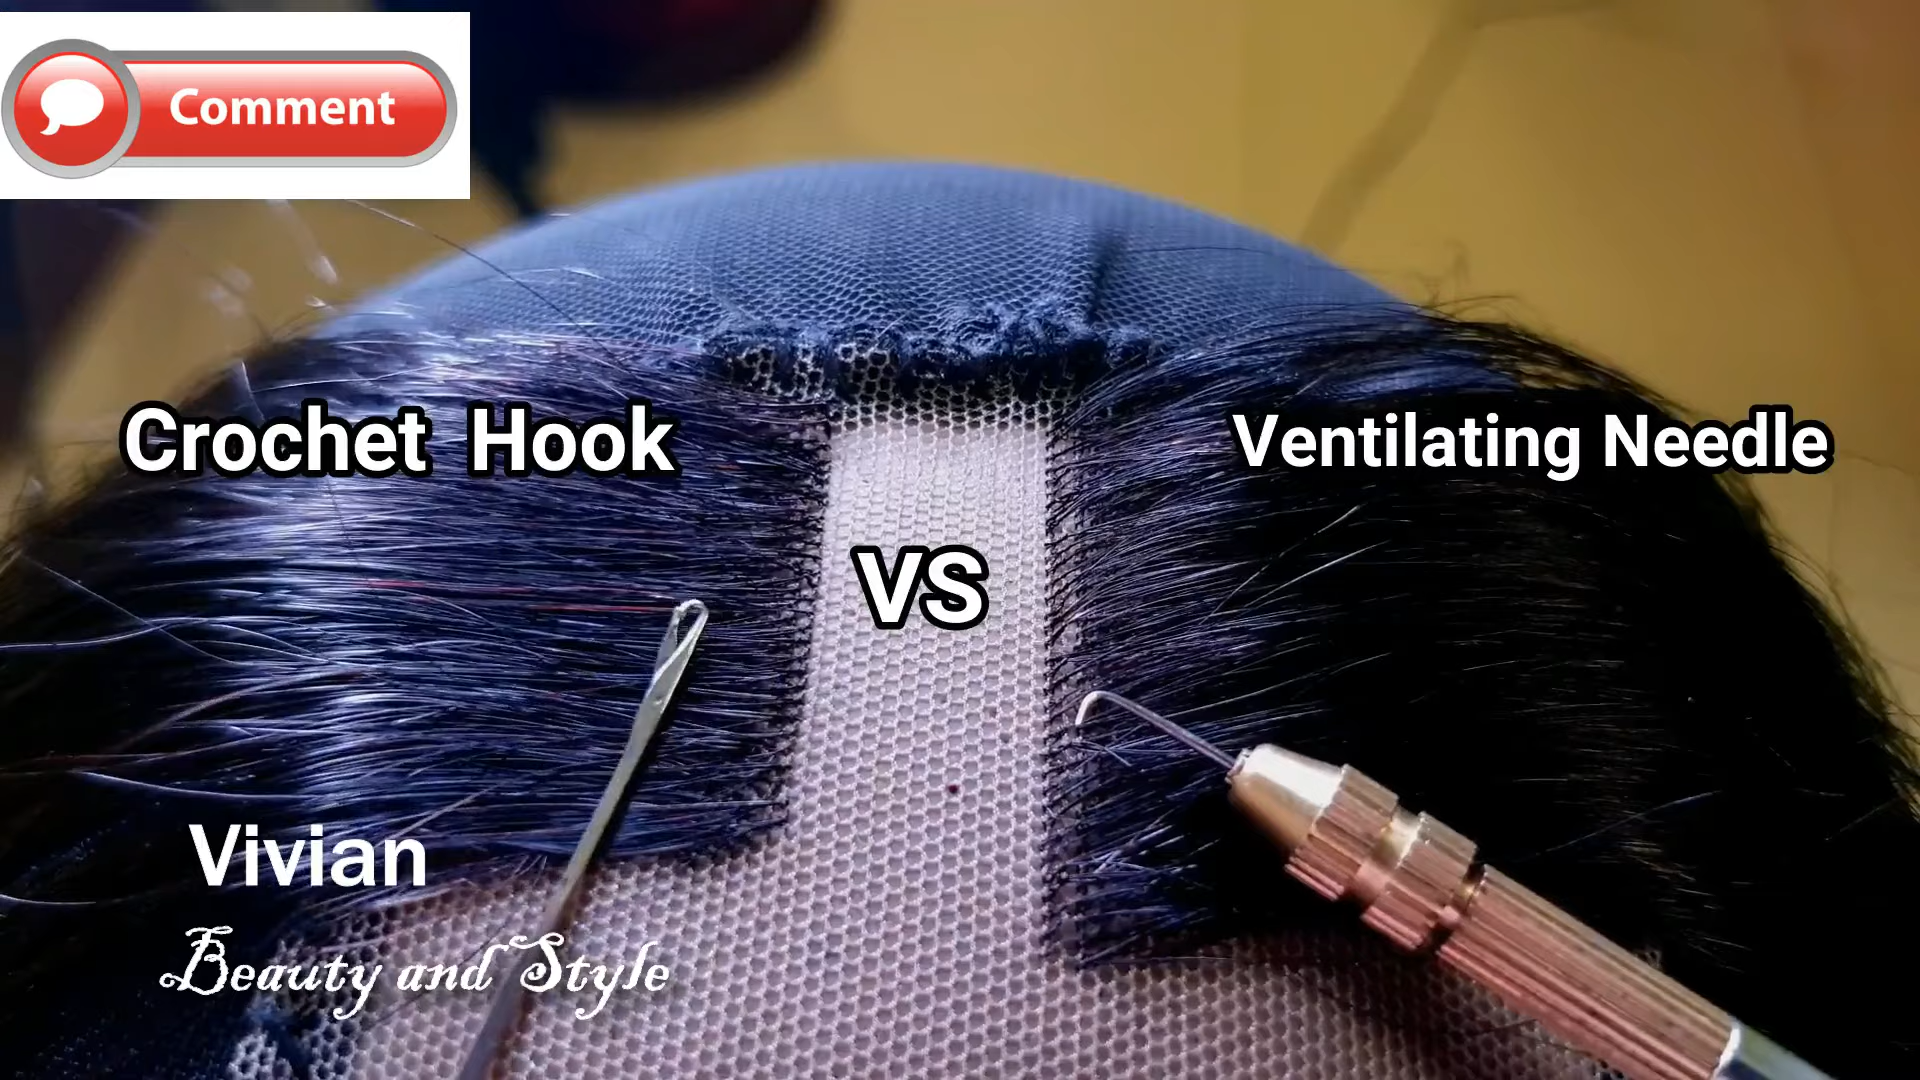 Comment
Crochet Hook
Ventilating Needle
VS
Vivian
Beauty and Style